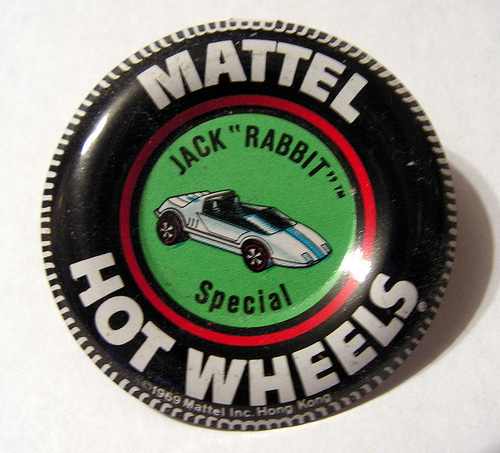 MATTEL
JACK "RABBIT"™
Special
HOT WHEELS®
©1969 Mattel Inc. Hong Kong